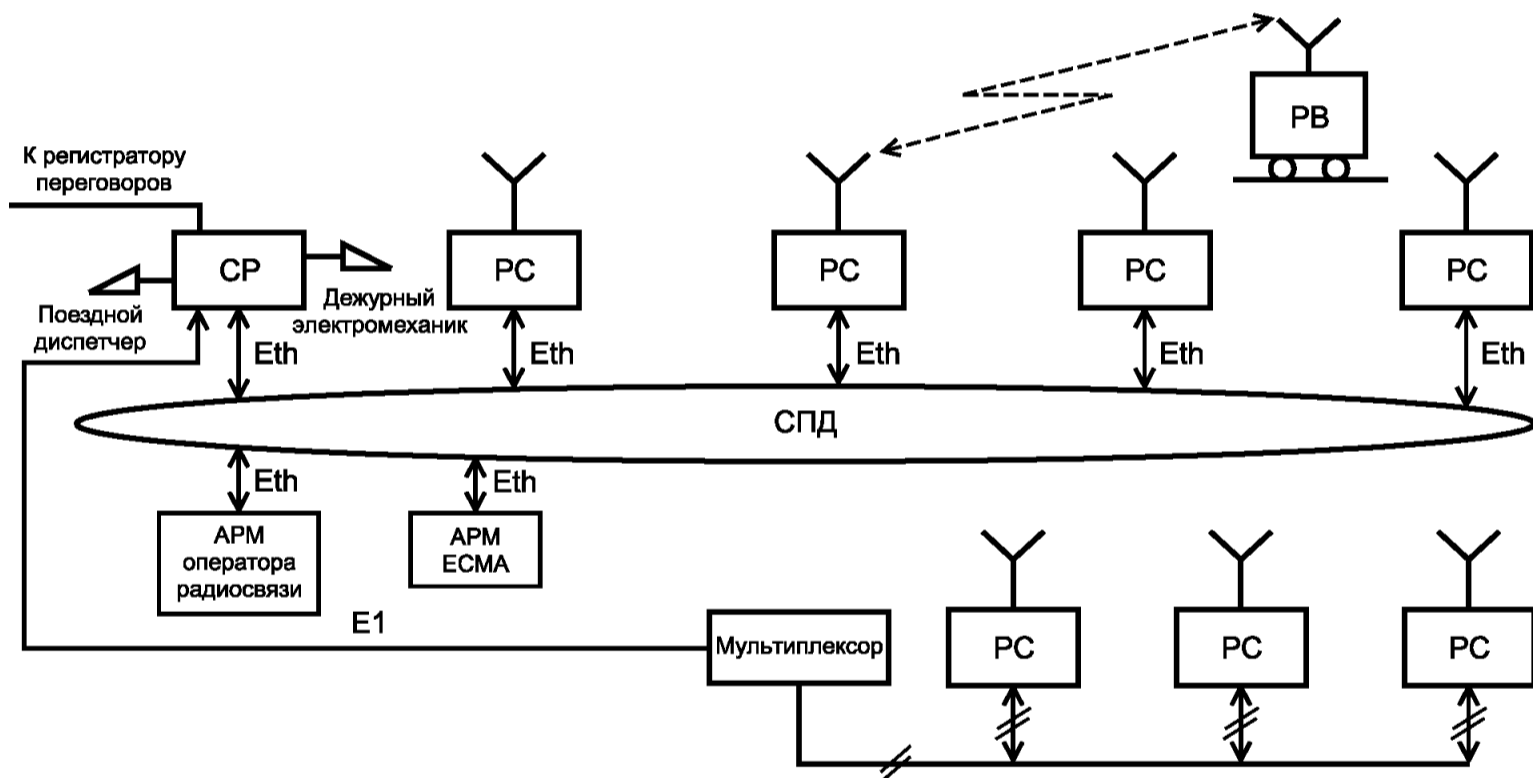 РВ
К регистратору
переговоров
СР
РС
РС
РС
РС
Поездной
диспетчер
Дежурный
электромеханик
Eth
Eth
Eth
Eth
Eth
СПД
Eth
Eth
АРМ
оператора
радиосвязи
АРМ
ЕСМА
E1
Мультиплексор
РС
РС
РС